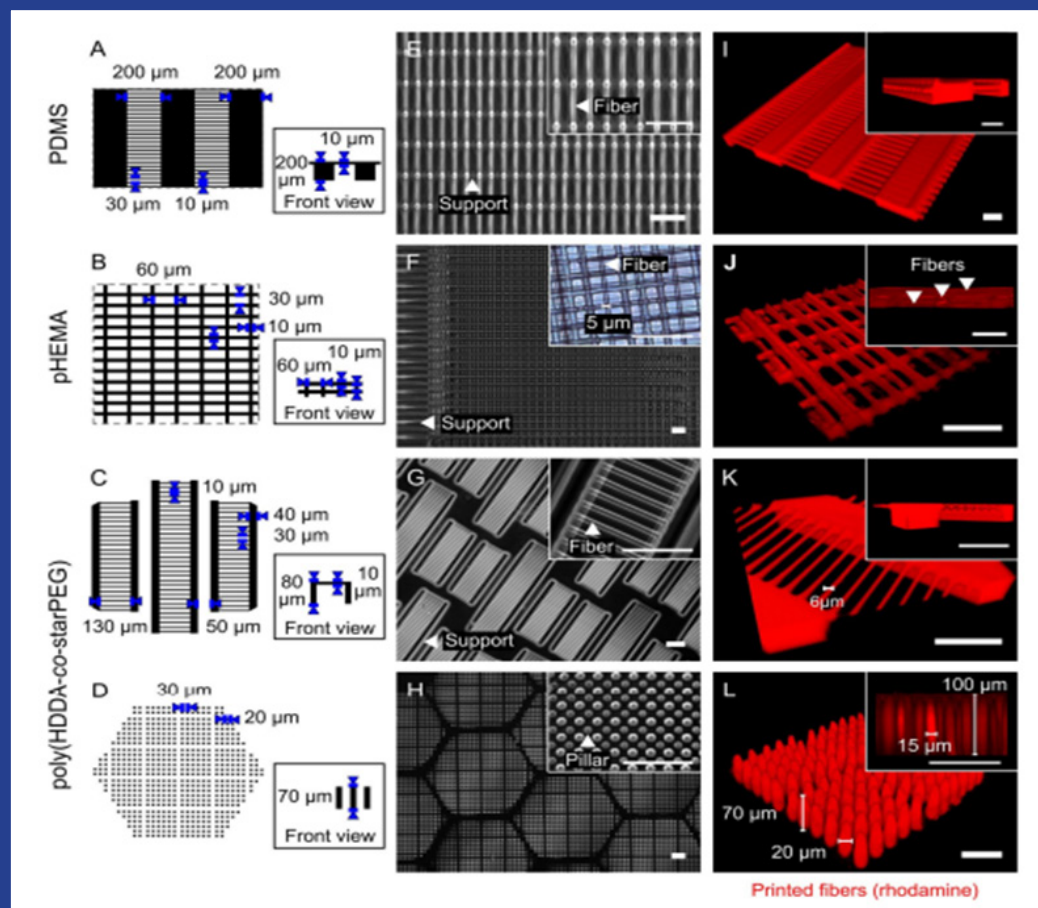 PDMS
A
200 µm 200 µm
30 µm 10 µm
10 µm
200
µm
Front view
E
Fiber
Support
I
pHEMA
B
60 µm
30 µm
10 µm
10 µm
60 µm
Front view
F
Fiber
5 µm
Support
J
Fibers
poly(HDDA-co-starPEG)
C
10 µm
40 µm
30 µm
130 µm 50 µm
80
µm
10
µm
Front view
G
Fiber
Support
K
6µm
D
30 µm
20 µm
70 µm
Front view
H
Pillar
L
100 µm
15 µm
70 µm
20 µm
Printed fibers (rhodamine)